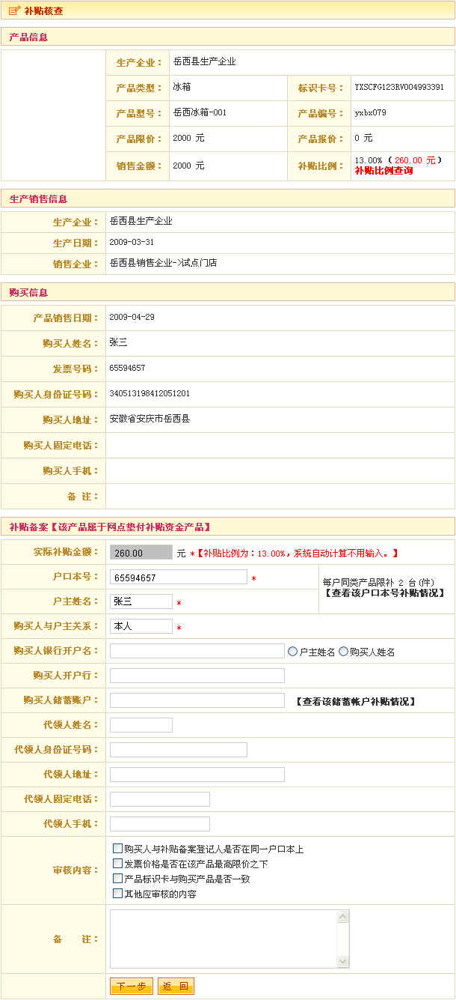 补贴核查
产品信息
生产企业： 岳西县生产企业
产品类型： 冰箱 标识卡号： YXSCFG123RV004993391
产品型号： 岳西冰箱-001 产品编号： yxbx079
产品限价： 2000 元 产品报价： 0 元
销售金额： 2000 元 补贴比例： 13.00% ( 260.00 元 )
补贴比例查询
生产销售信息
生产企业： 岳西县生产企业
生产日期： 2009-03-31
销售企业： 岳西县销售企业->试点门店
购买信息
产品销售日期： 2009-04-29
购买人姓名： 张三
发票号码： 65594657
购买人身份证号码： 340513198412051201
购买人地址： 安徽省安庆市岳西县
购买人固定电话：
购买人手机：
备 注：
补贴备案【该产品属于网点垫付补贴资金产品】
实际补贴金额： 260.00 元 *【补贴比例为：13.00%，系统自动计算不用输入。】
户口本号： 65594657 *
每户同类产品限补 2 台(件)
【查看该户口本号补贴情况】
户主姓名： 张三 *
购买人与户主关系： 本人 *
购买人银行开户名： 户主姓名 购买人姓名
购买人开户行：
购买人储蓄账户： 【查看该储蓄帐户补贴情况】
代领人姓名：
代领人身份证号码：
代领人地址：
代领人固定电话：
代领人手机：
审核内容：
购买人与补贴备案登记人是否在同一户口本上
发票价格是否在该产品最高限价之下
产品标识卡与购买产品是否一致
其他应审核的内容
备 注：
下一步 返 回